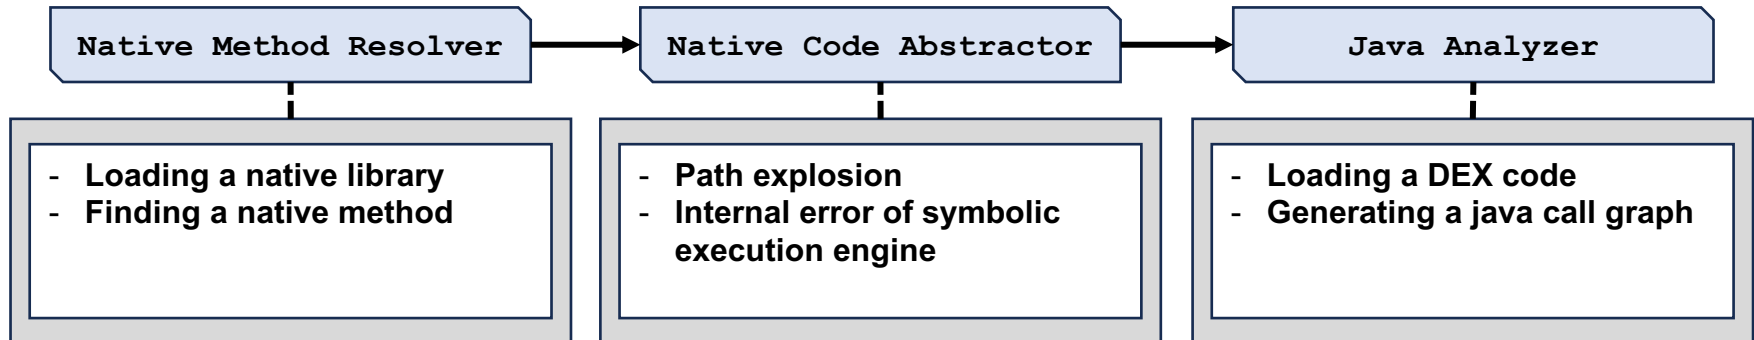 Native Method Resolver
Native Code Abstractor
Java Analyzer
- Loading a native library
- Finding a native method
- Path explosion
- Internal error of symbolic
execution engine
- Loading a DEX code
- Generating a java call graph